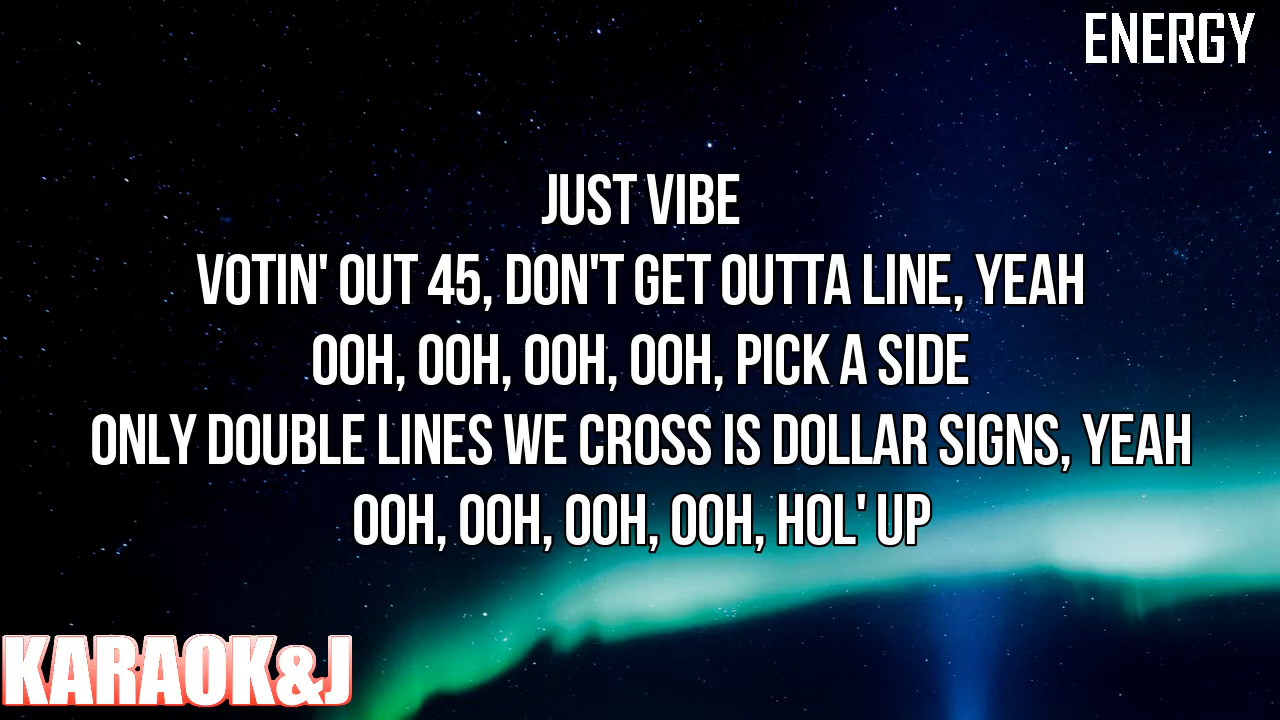 ENERGY
JUST VIBE
VOTIN' OUT 45, DON'T GET OUTTA LINE, YEAH
OOH, OOH, OOH, OOH, PICK A SIDE
ONLY DOUBLE LINES WE CROSS IS DOLLAR SIGNS, YEAH
OOH, OOH, OOH, OOH, HOL' UP
KARAOK&J